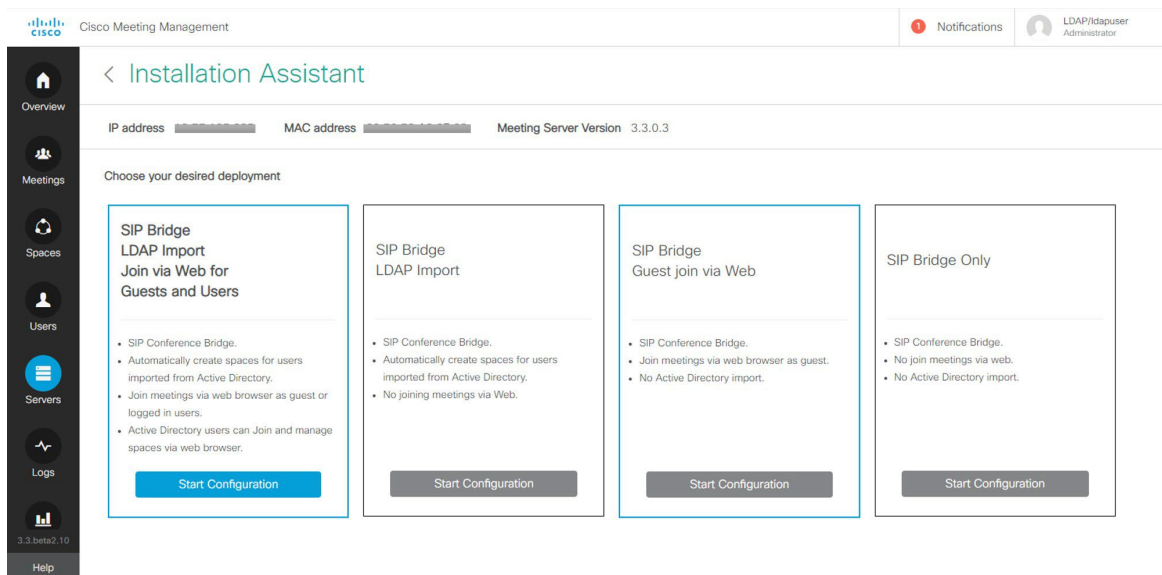 CISCO
Cisco Meeting Management
1
Notifications
LDAP/ldapuser
Administrator
Overview
Meetings
Spaces
Users
Servers
Logs
3.3.beta2.10
Help
Installation Assistant
IP address
MAC address
Meeting Server Version 3.3.0.3
Choose your desired deployment
SIP Bridge
LDAP Import
Join via Web for
Guests and Users
• SIP Conference Bridge.
• Automatically create spaces for users
imported from Active Directory.
• Join meetings via web browser as guest or
logged in users.
• Active Directory users can Join and manage
spaces via web browser.
Start Configuration
SIP Bridge
LDAP Import
• SIP Conference Bridge.
• Automatically create spaces for users
imported from Active Directory.
• No joining meetings via Web.
Start Configuration
SIP Bridge
Guest join via Web
• SIP Conference Bridge.
• Join meetings via web browser as guest.
• No Active Directory import.
Start Configuration
SIP Bridge Only
• SIP Conference Bridge.
• No join meetings via web.
• No Active Directory import.
Start Configuration